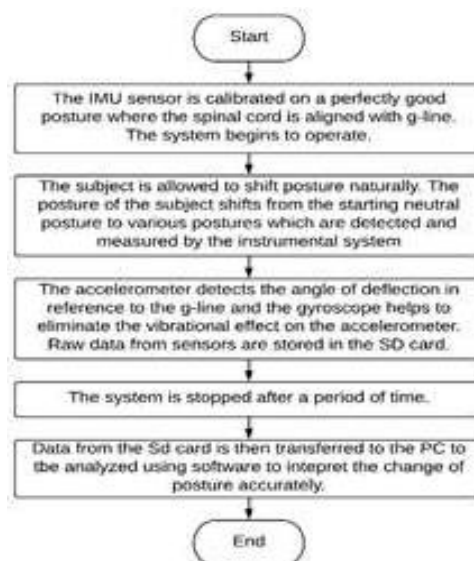 Start
The IMU sensor is calibrated on a perfectly good
posture where the spinal cord is aligned with g-line.
The system begins to operate.
The subject is allowed to shift posture naturally. The
posture of the subject shifts from the starting neutral
posture to various postures which are detected and
measured by the instrumental system
The accelerometer detects the angle of deflection in
reference to the g-line and the gyroscope helps to
eliminate the vibrational effect on the accelerometer.
Raw data from sensors are stored in the SD card.
The system is stopped after a period of time.
Data from the Sd card is then transferred to the PC to
tbe analyzed using software to intepret the change of
posture accurately.
End